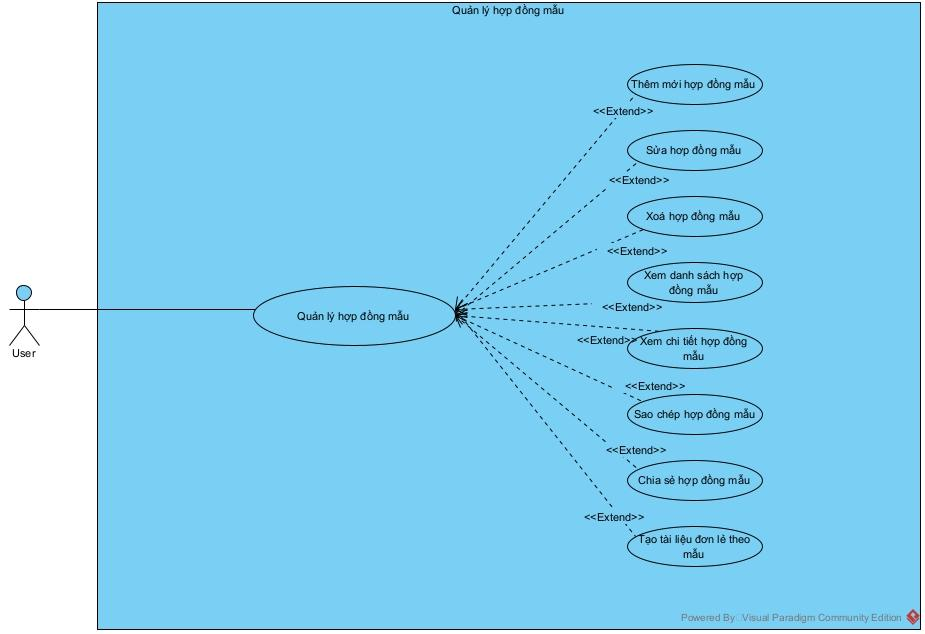 Quản lý hợp đồng mẫu
Thêm mới hợp đồng mẫu
<<Extend>>
Sửa hơp đồng mẫu
<<Extend>>
Xoá hợp đồng mẫu
<<Extend>>
Xem danh sách hợp
đồng mẫu
<<Extend>>
Quản lý hợp đồng mẫu
User
<<Extend>>
Xem chi tiết hợp đồng
mẫu
<<Extend>>
Sao chép hợp đồng mẫu
<<Extend>>
Chia sẻ hợp đồng mẫu
<<Extend>>
Tạo tài liệu đơn lẻ theo
mẫu
Powered By Visual Paradigm Community Edition